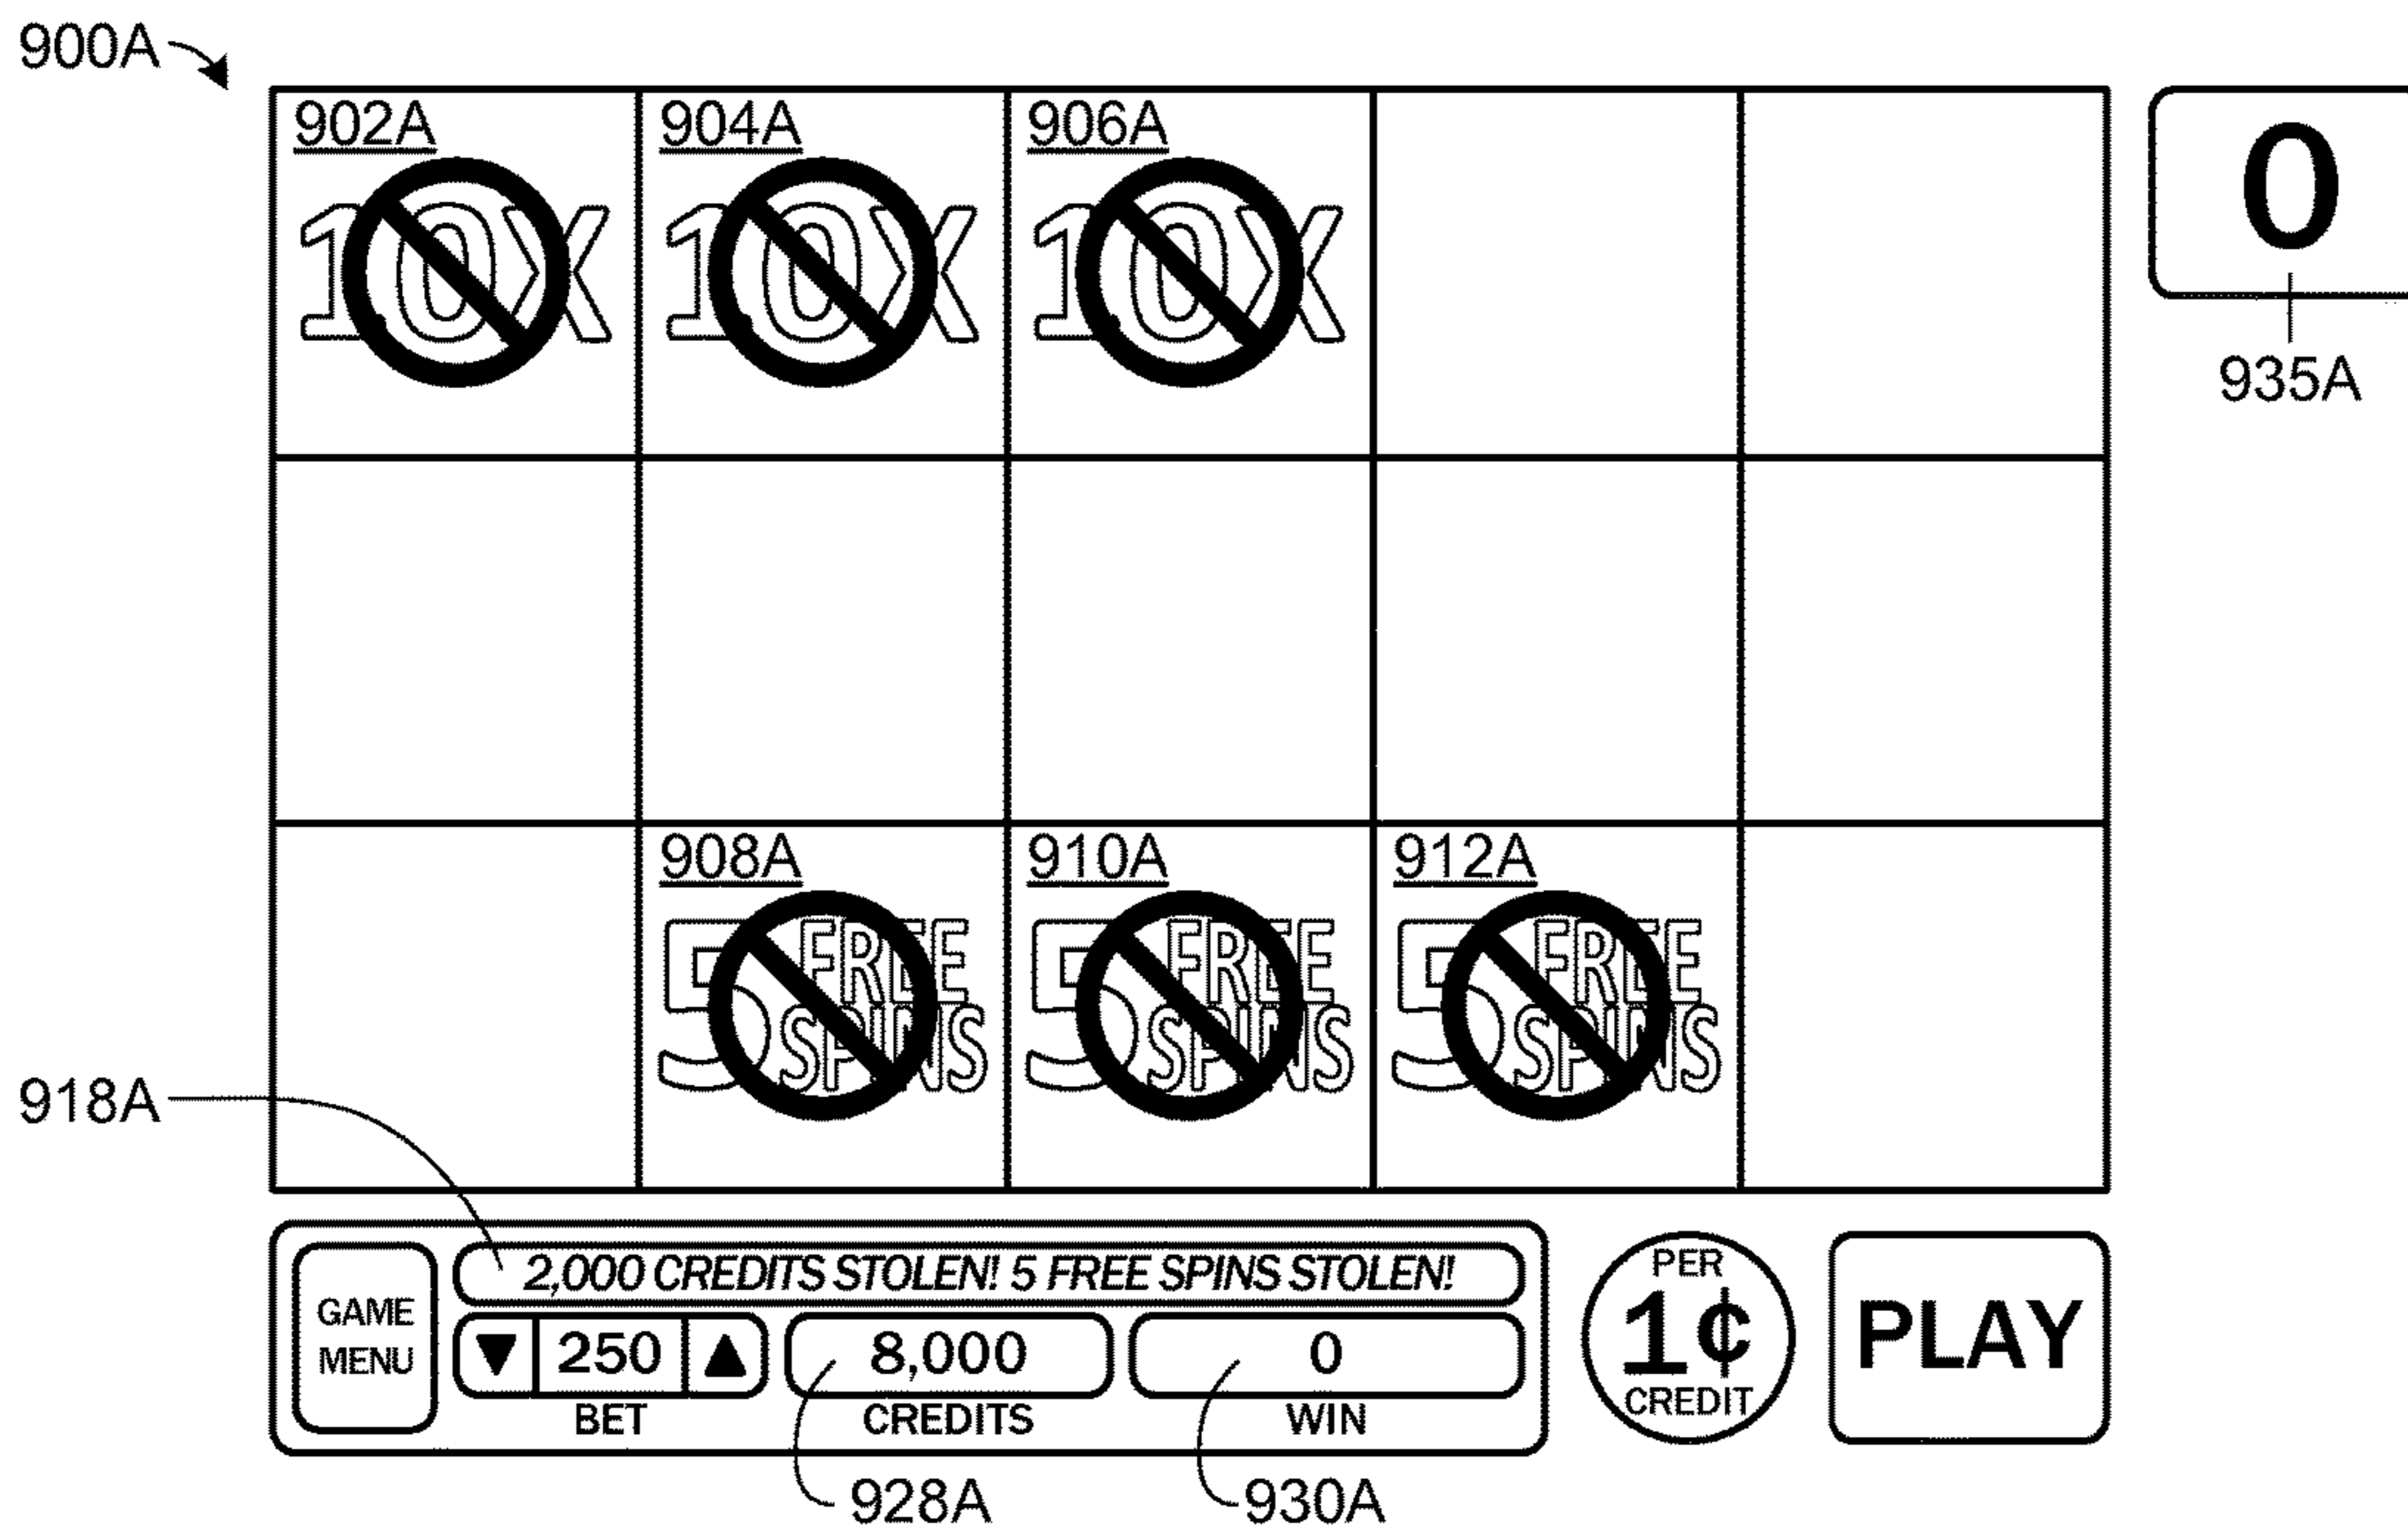 900A
902A 904A 906A
10X 10X 10X
0
935A
908A 910A 912A
5 FREE SPINS 5 FREE SPINS 5 FREE SPINS
918A
2,000 CREDITS STOLEN! 5 FREE SPINS STOLEN!
GAME
MENU
▼ 250 ▲ 8,000 0
BET CREDITS WIN
PER
1¢
CREDIT
PLAY
928A 930A